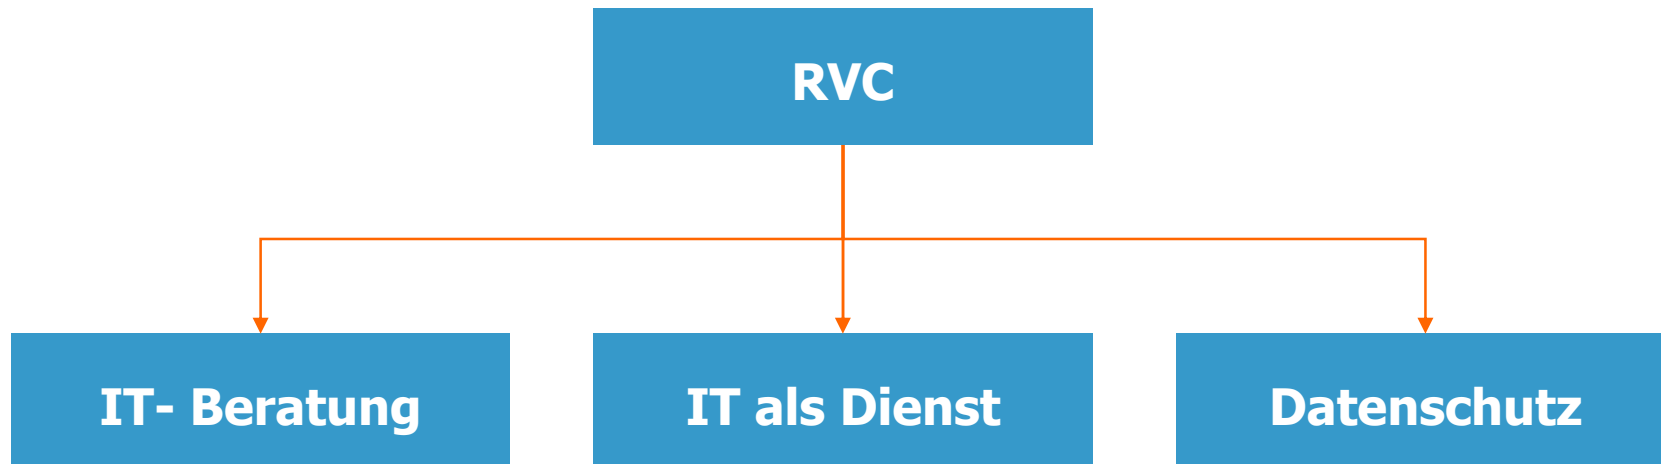 RVC
IT- Beratung
IT als Dienst
Datenschutz